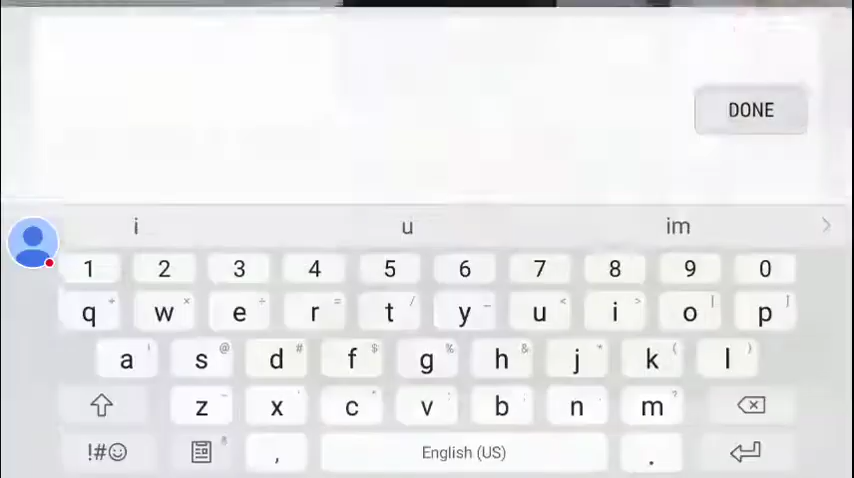 DONE
i u im
1 2 3 4 5 6 7 8 9 0
q w e r t y u i o p
a s d f g h j k l
z x c v b n m
!#☺ , English (US) .